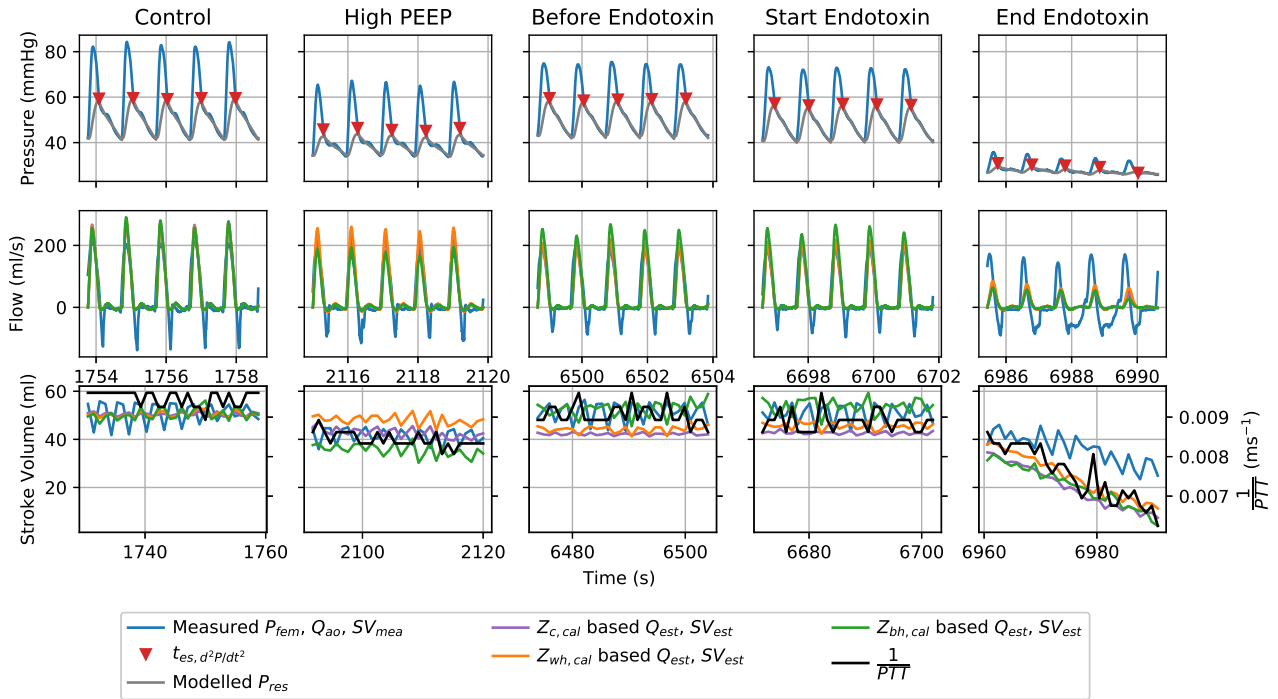 Control High PEEP Before Endotoxin Start Endotoxin End Endotoxin
Pressure (mmHg)
80
60
40
Flow (ml/s)
200
0
1754 1756 1758 2116 2118 2120 6500 6502 6504 6698 6700 6702 6986 6988 6990
Stroke Volume (ml)
60
40
20
0.009
0.008
0.007
1/PTT (ms⁻¹)
1740 1760 2100 2120 6480 6500 6680 6700 6960 6980
Time (s)
Measured P_fem, Q_ao, SV_mea
t_es, d²P/dt²
Modelled P_res
Z_c,cal based Q_est, SV_est
Z_wh,cal based Q_est, SV_est
Z_bh,cal based Q_est, SV_est
1/PTT